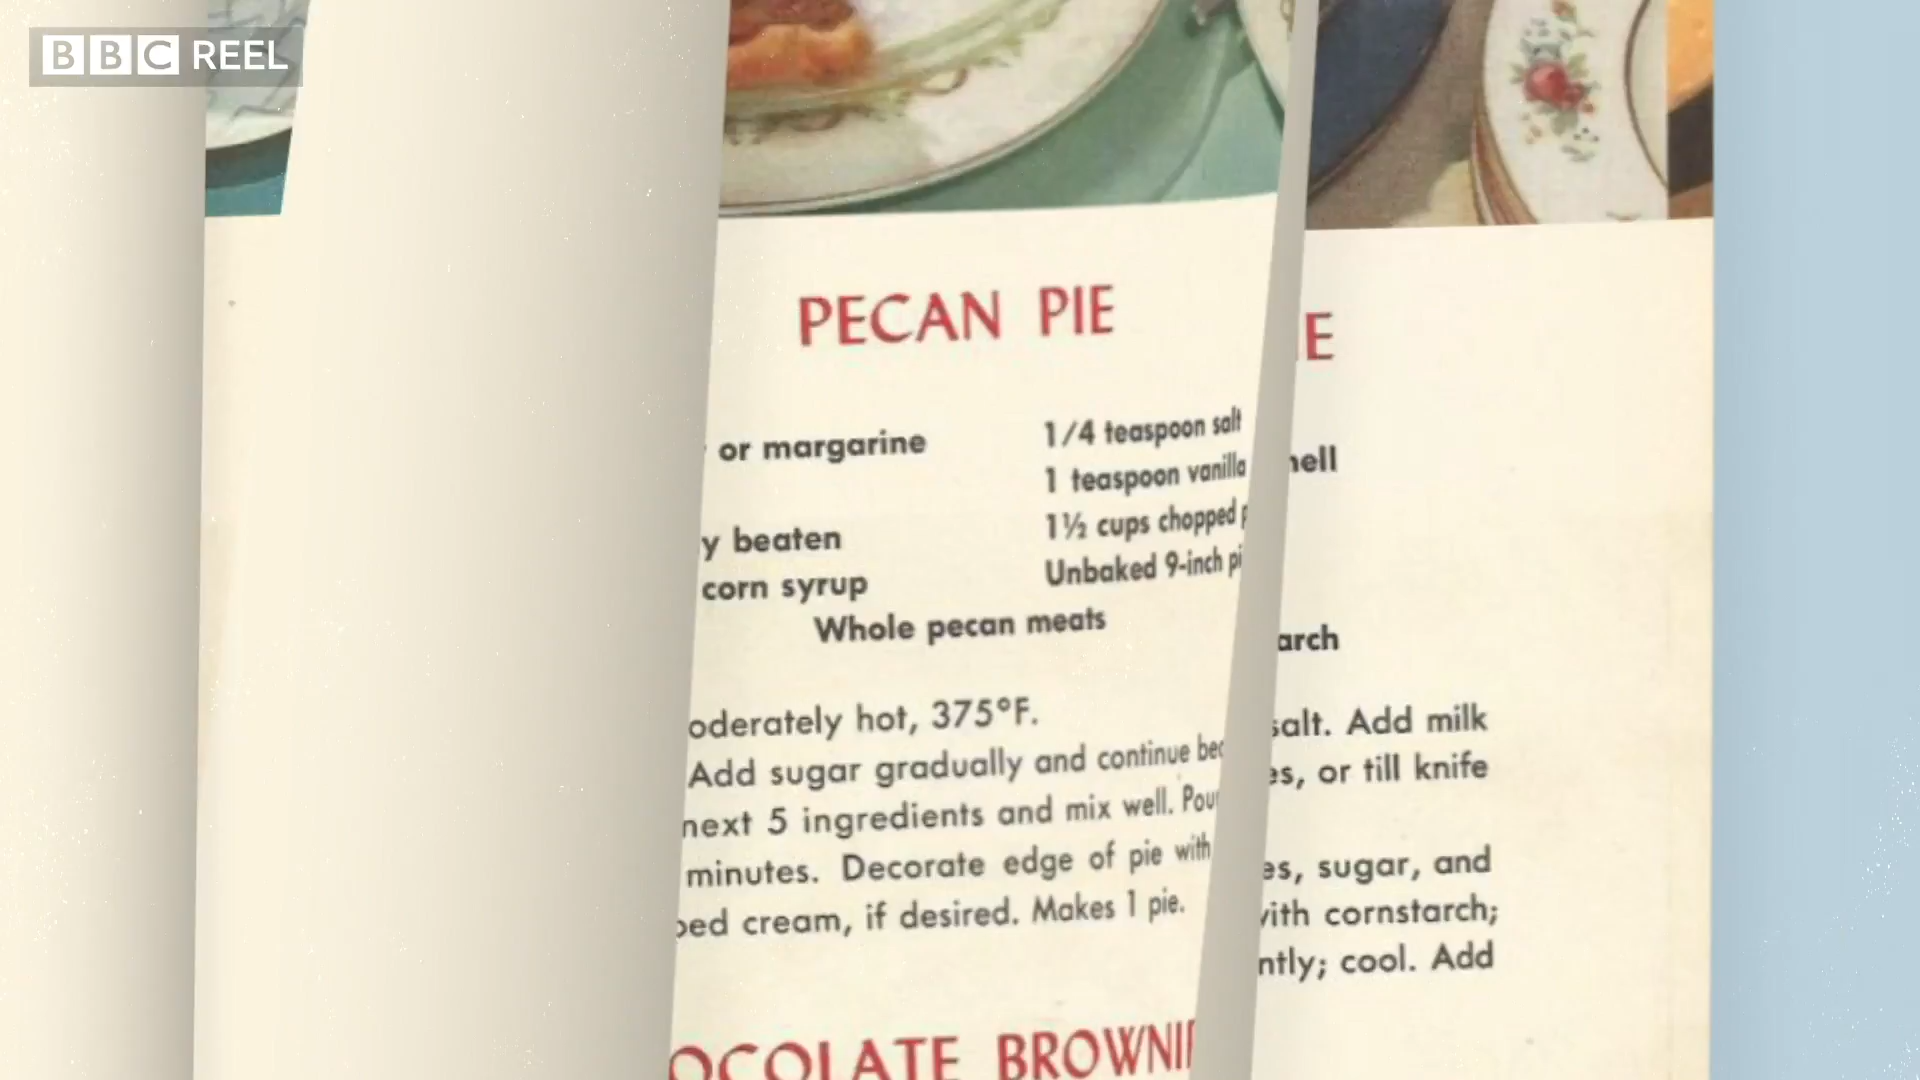 BBC REEL
PECAN PIE
or margarine
y beaten
corn syrup
1/4 teaspoon salt
1 teaspoon vanilla
1½ cups chopped
Unbaked 9-inch
Whole pecan meats
oderately hot, 375°F.
Add sugar gradually and continue
next 5 ingredients and mix well. Pou
minutes. Decorate edge of pie with
ped cream, if desired. Makes 1 pie.
OCOLATE BROWNI
E
hell
arch
salt. Add milk
es, or till knife
es, sugar, and
with cornstarch;
ntly; cool. Add